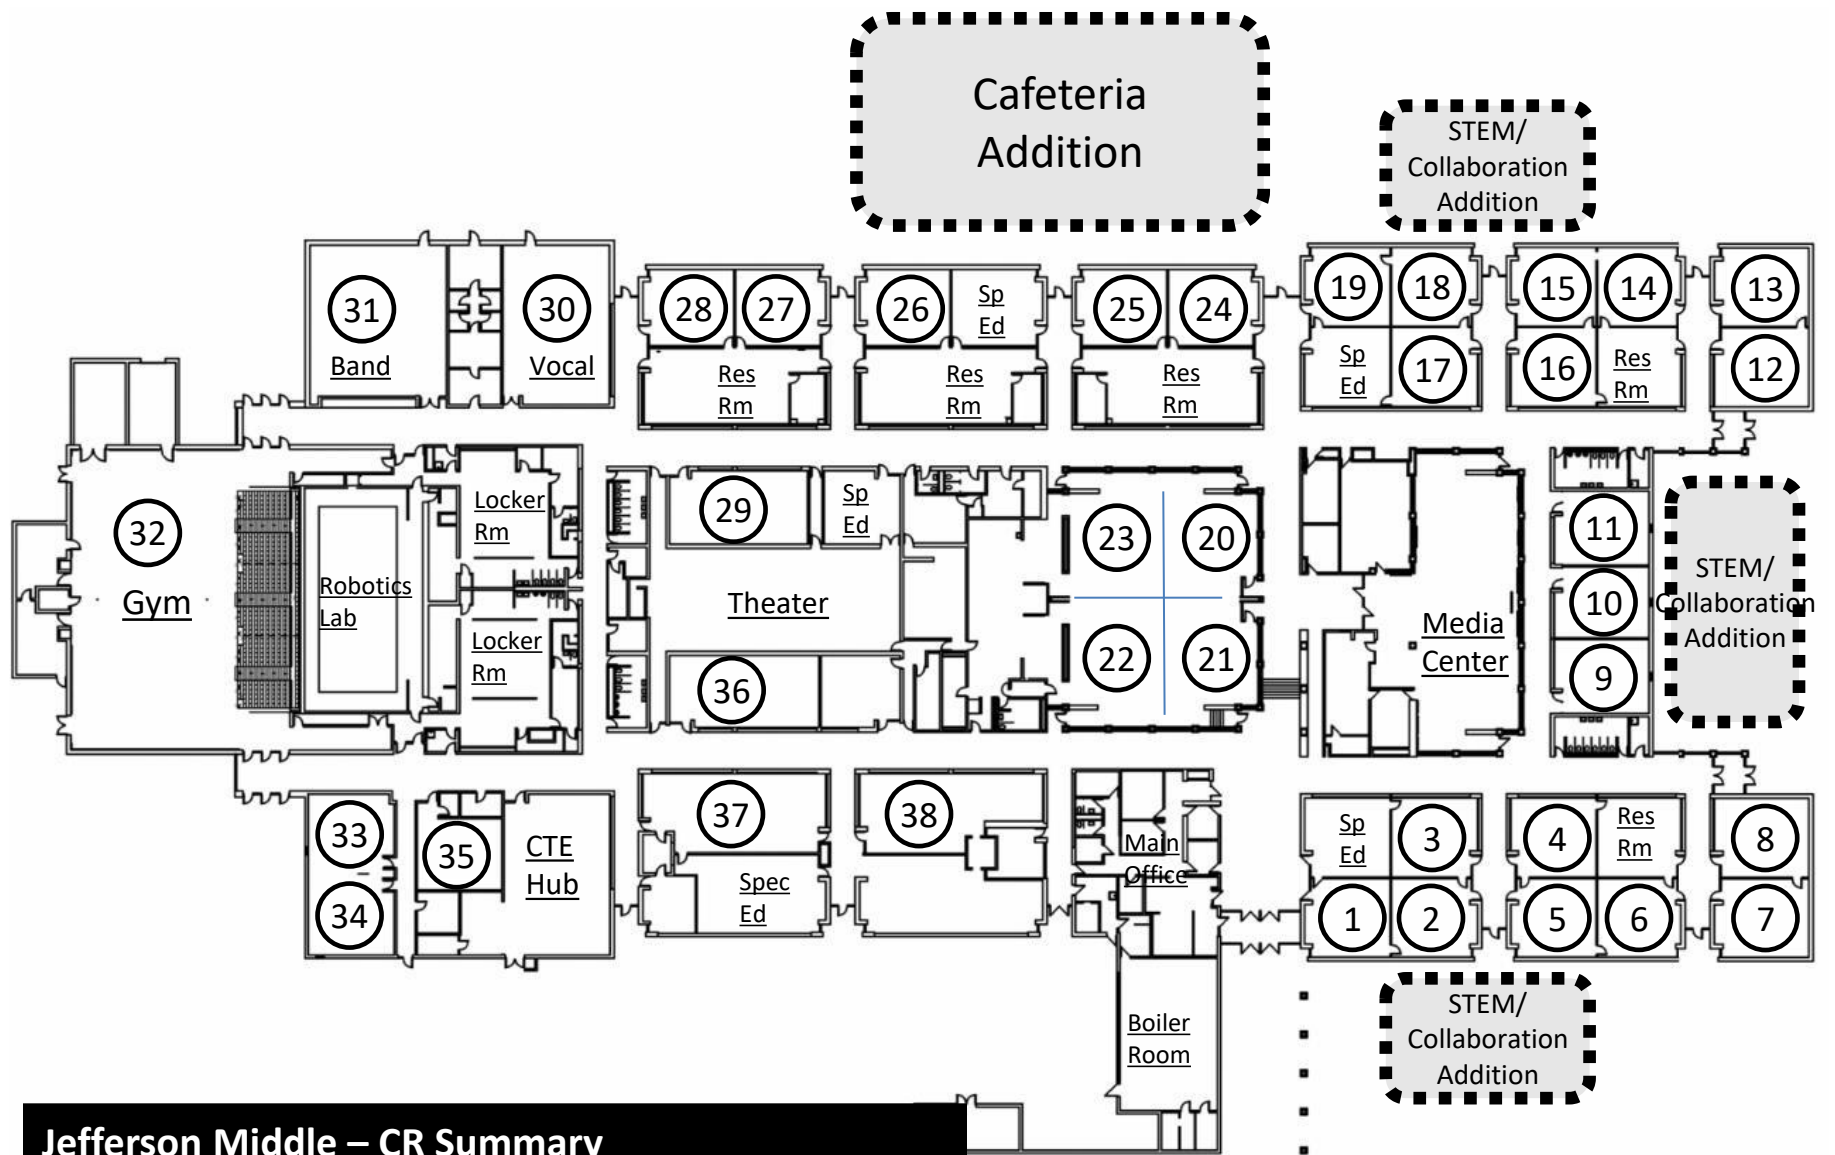 Cafeteria
Addition
STEM/
Collaboration
Addition
31
Band
30
Vocal
28
27
Res
Rm
26
Sp
Ed
Res
Rm
25
24
Res
Rm
19
18
Sp
Ed
17
15
14
16
Res
Rm
13
12
32
Gym
Robotics
Lab
Locker
Rm
Locker
Rm
29
Sp
Ed
Theater
36
23
20
22
21
Media
Center
11
10
9
STEM/
Collaboration
Addition
33
34
35
CTE
Hub
37
Spec
Ed
38
Main
Office
Boiler
Room
Sp
Ed
3
1
2
4
Res
Rm
5
6
8
7
STEM/
Collaboration
Addition
Jefferson Middle – CR Summary